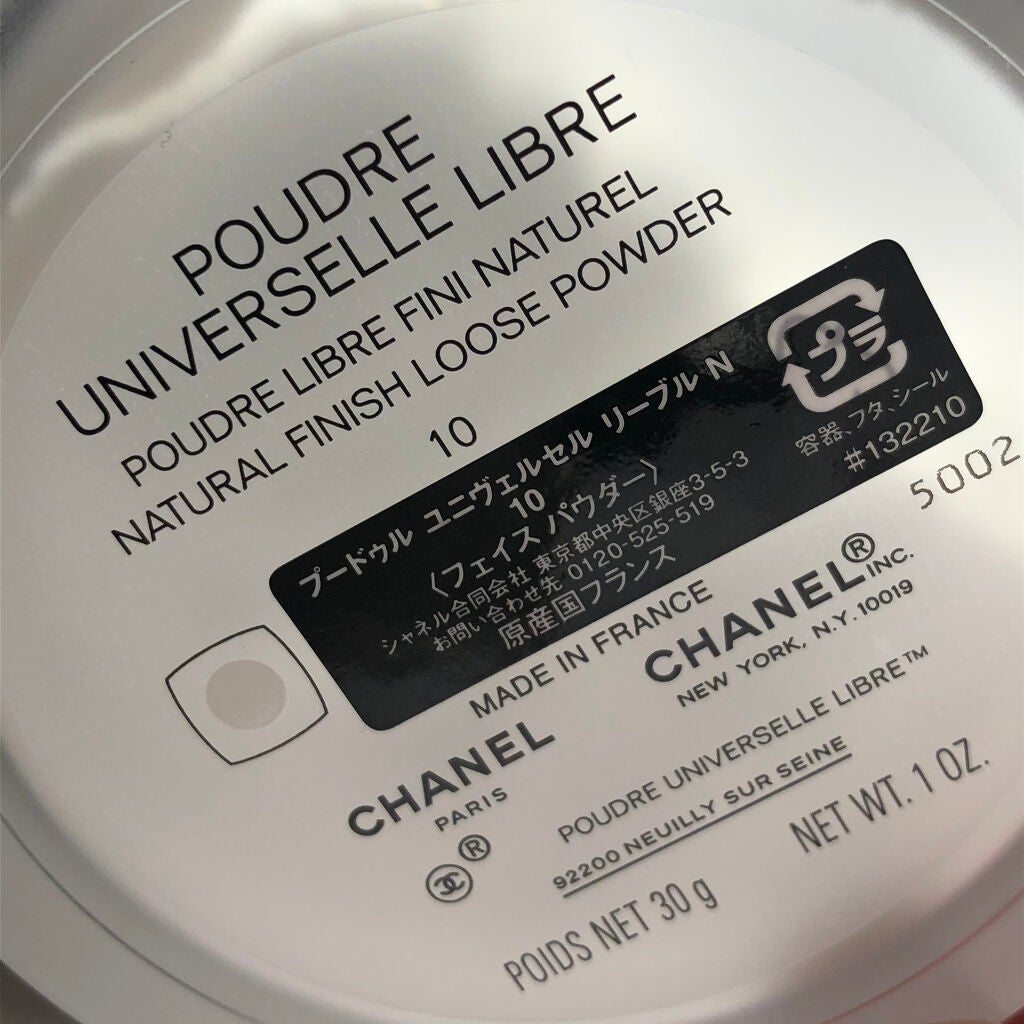 POUDRE
UNIVERSELLE LIBRE
POUDRE LIBRE FINI NATUREL
NATURAL FINISH LOOSE POWDER
10
プードゥル ユニヴェルセル リーブル N
10
〈フェイス パウダー〉
シャネル合同会社 東京都中央区銀座3-5-3
お問い合わせ先 0120-525-519
原産国フランス
プラ
容器、フタ、シール
#132210
5002
MADE IN FRANCE
CHANEL
PARIS
®
CHANEL® INC.
NEW YORK, N.Y. 10019
POUDRE UNIVERSELLE LIBRE™
92200 NEUILLY SUR SEINE
POIDS NET 30 g
NET WT. 1 OZ.